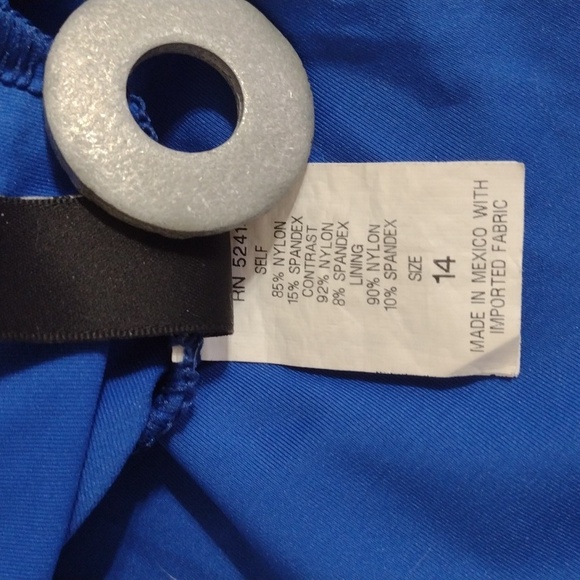 RN 5241
SELF
85% NYLON
15% SPANDEX
CONTRAST
92% NYLON
8% SPANDEX
LINING
90% NYLON
10% SPANDEX
SIZE
14
MADE IN MEXICO WITH
IMPORTED FABRIC